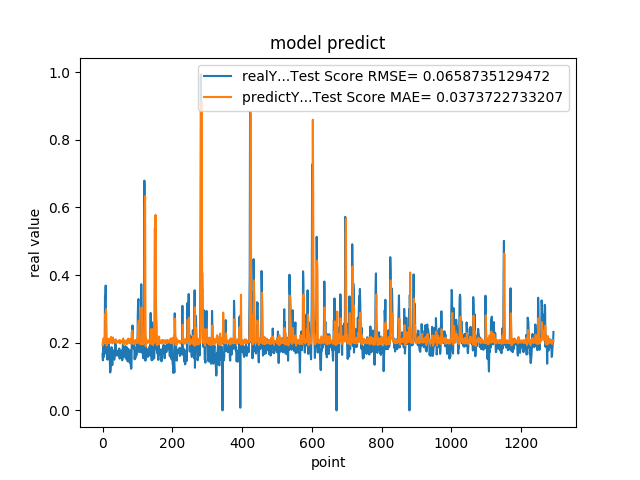 model predict
realY...Test Score RMSE= 0.0658735129472
predictY...Test Score MAE= 0.0373722733207
1.0
0.8
0.6
0.4
0.2
0.0
real value
0 200 400 600 800 1000 1200
point